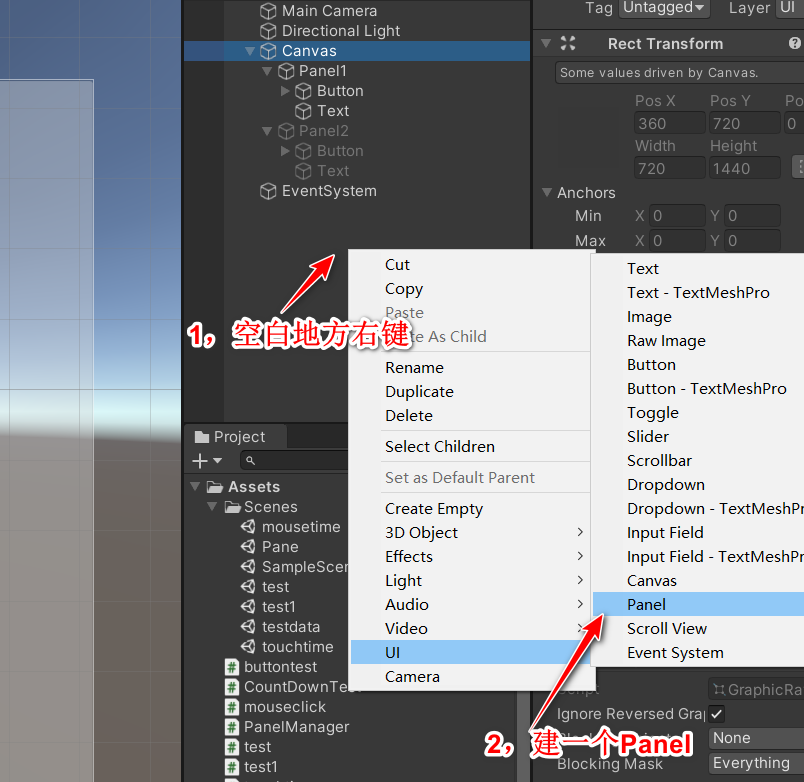 Main Camera
Directional Light
Canvas
Panel1
Button
Text
Panel2
Button
Text
EventSystem
Tag Untagged Layer UI
Rect Transform
Some values driven by Canvas.
Pos X Pos Y Po
360 720 0
Width Height
720 1440
Anchors
Min X 0 Y 0
Max X 0 Y 0
1，空白地方右键
Cut
Copy
Paste
As Child
Rename
Duplicate
Delete
Select Children
Set as Default Parent
Create Empty
3D Object
Effects
Light
Audio
Video
UI
Camera
Text
Text - TextMeshPro
Image
Raw Image
Button
Button - TextMeshPro
Toggle
Slider
Scrollbar
Dropdown
Dropdown - TextMeshPr
Input Field
Input Field - TextMeshPr
Canvas
Panel
Scroll View
Event System
2，建一个Panel
Project
Assets
Scenes
mousetime
Pane
SampleScen
test
test1
testdata
touchtime
buttontest
CountDownTes
mouseclick
PanelManager
test
test1
GraphicRa
Ignore Reversed Gra
None
Blocking Mask Everything